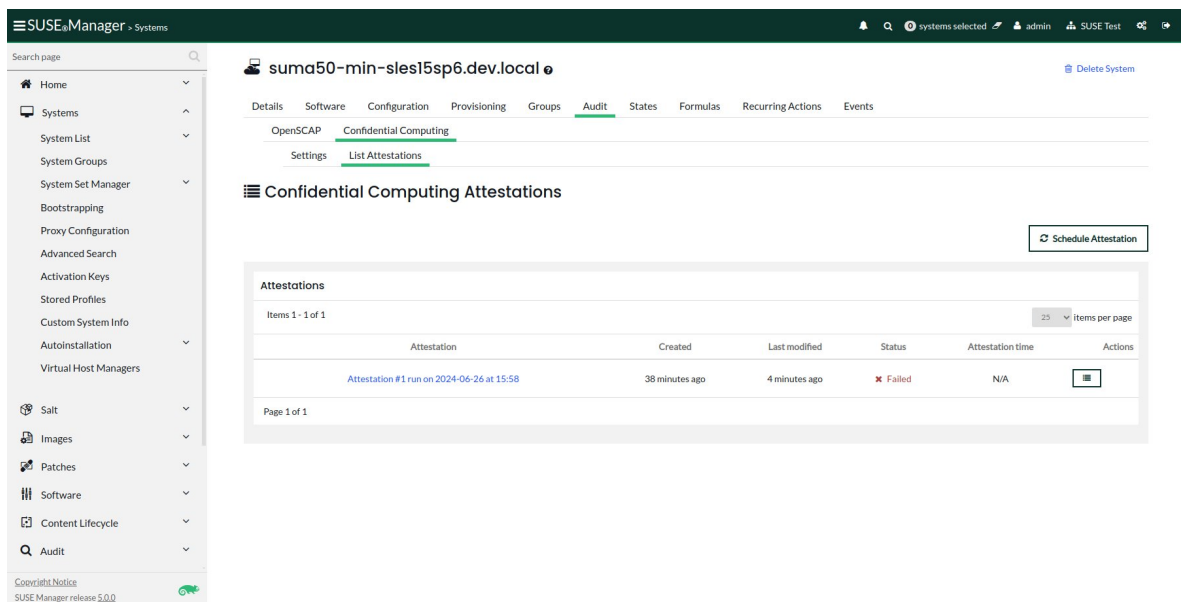 SUSE®Manager > Systems
0 systems selected admin SUSE Test
Search page
Home
Systems
System List
System Groups
System Set Manager
Bootstrapping
Proxy Configuration
Advanced Search
Activation Keys
Stored Profiles
Custom System Info
Autoinstallation
Virtual Host Managers
Salt
Images
Patches
Software
Content Lifecycle
Audit
Copyright Notice
SUSE Manager release 5.0.0
suma50-min-sles15sp6.dev.local ?
Delete System
Details Software Configuration Provisioning Groups Audit States Formulas Recurring Actions Events
OpenSCAP Confidential Computing
Settings List Attestations
Confidential Computing Attestations
Schedule Attestation
Attestations
Items 1 - 1 of 1
25 items per page
Attestation Created Last modified Status Attestation time Actions
Attestation #1 run on 2024-06-26 at 15:58 38 minutes ago 4 minutes ago Failed N/A
Page 1 of 1